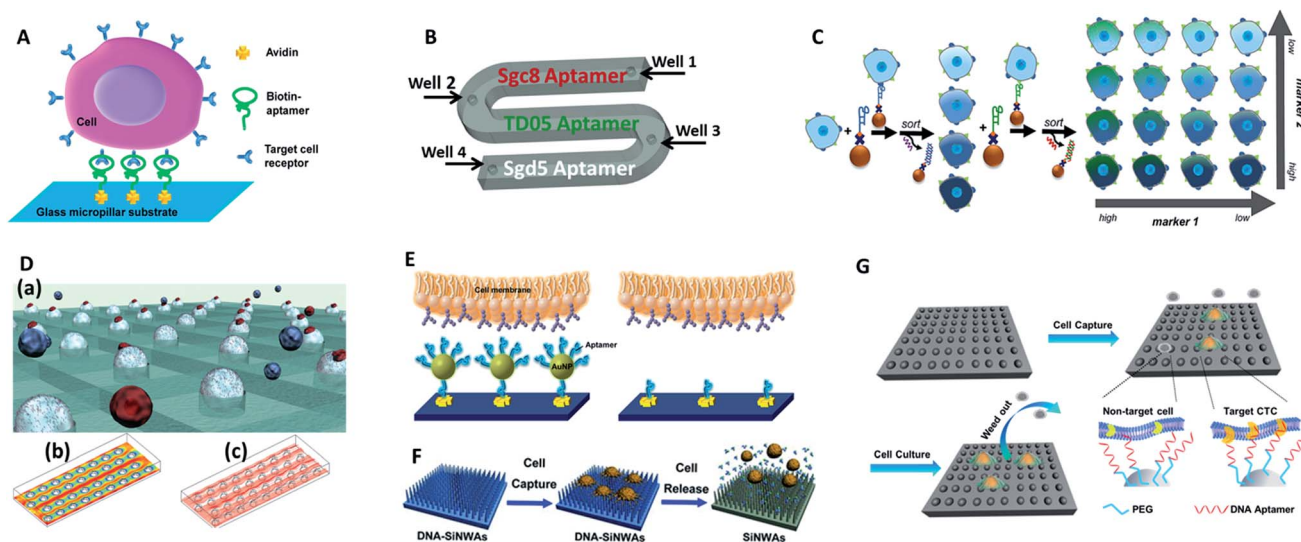 A
Cell
Glass micropillar substrate
Avidin
Biotin-
aptamer
Target cell
receptor
B
Sgc8 Aptamer
Well 1
Well 2
TD05 Aptamer
Well 3
Well 4
Sgd5 Aptamer
C
+
sort
+
sort
high
marker 1
low
low
marker 2
high
D
(a)
(b)
(c)
E
Cell membrane
Aptamer
AuNP
F
Cell
Capture
Cell
Release
DNA-SiNWAs
DNA-SiNWAs
SiNWAs
G
Cell Capture
Weed out
Cell Culture
Non-target cell
Target CTC
PEG
DNA Aptamer